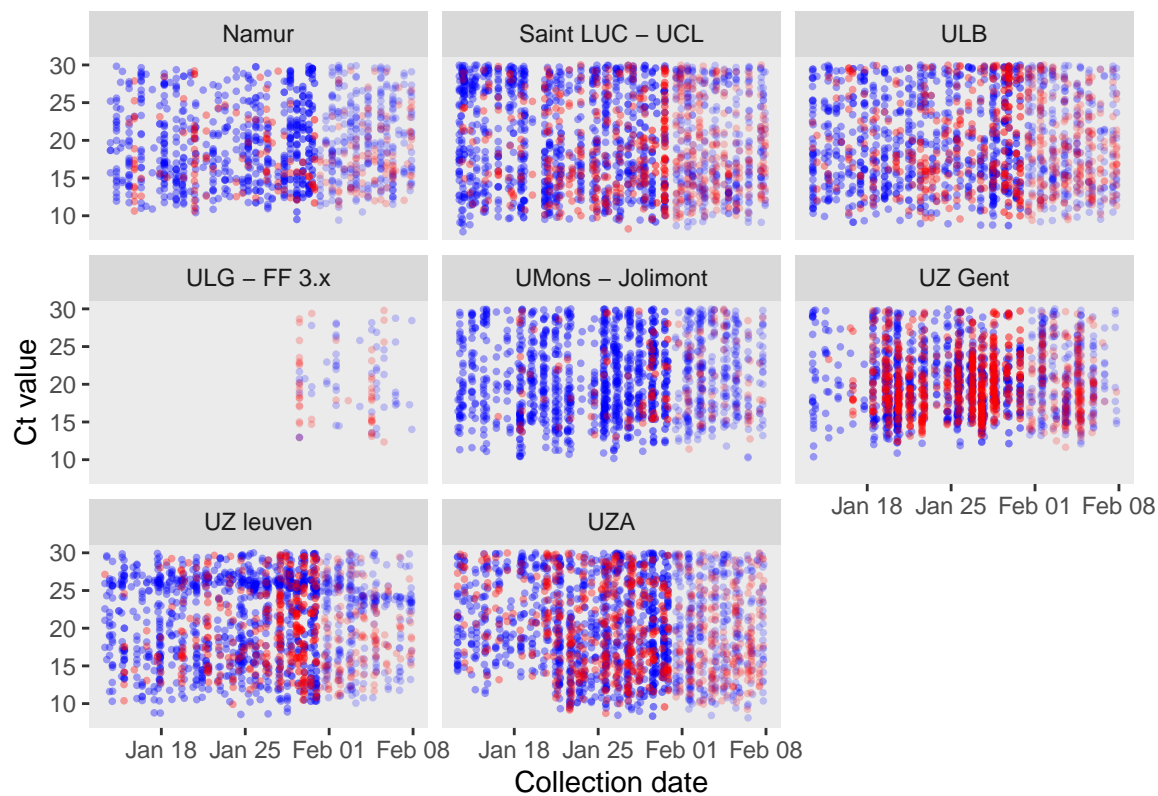 Namur
Saint LUC − UCL
ULB
30
25
20
15
10
ULG − FF 3.x
UMons − Jolimont
UZ Gent
Ct value
30
25
20
15
10
Jan 18 Jan 25 Feb 01 Feb 08
UZ leuven
UZA
30
25
20
15
10
Jan 18 Jan 25 Feb 01 Feb 08
Jan 18 Jan 25 Feb 01 Feb 08
Collection date